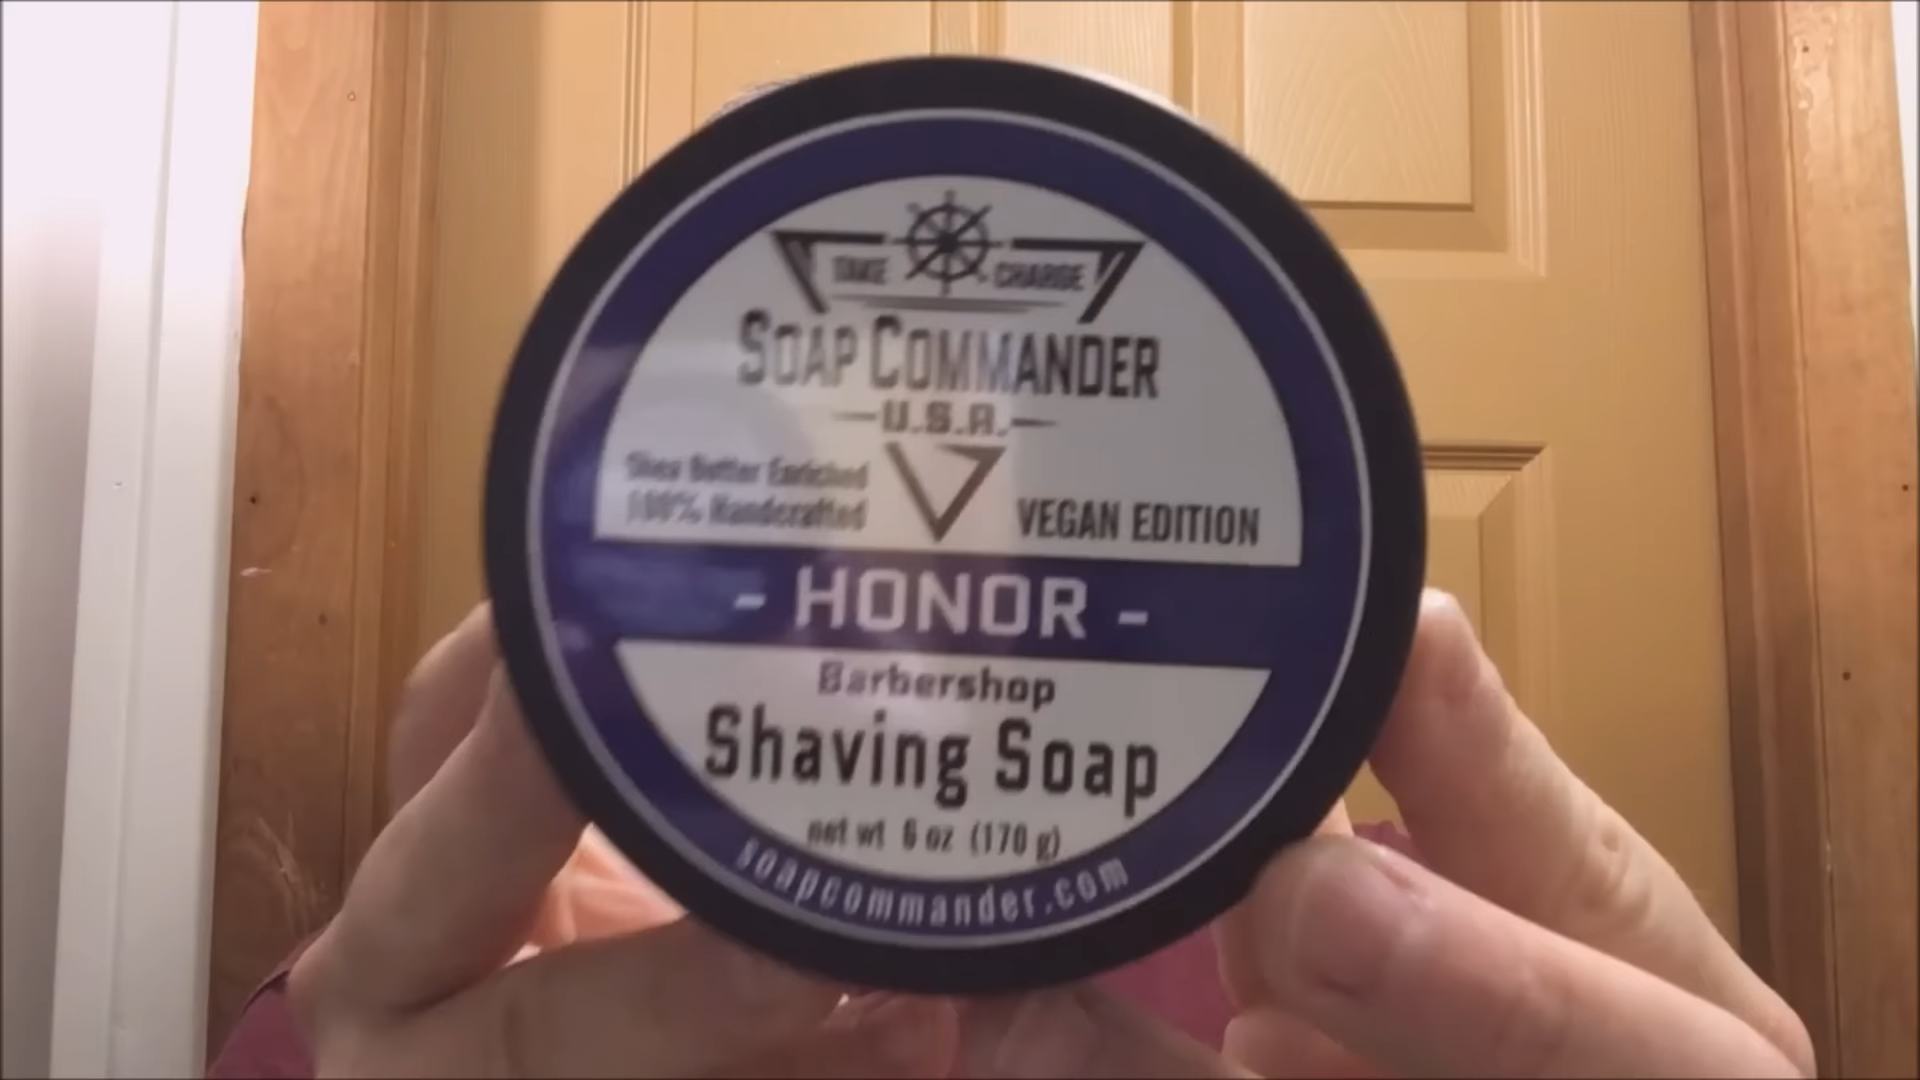 TAKE CHARGE
SOAP COMMANDER
U.S.A.
Shea Butter Enriched
100% Handcrafted
VEGAN EDITION
- HONOR -
Barbershop
Shaving Soap
net wt 6 oz (170 g)
soapcommander.com